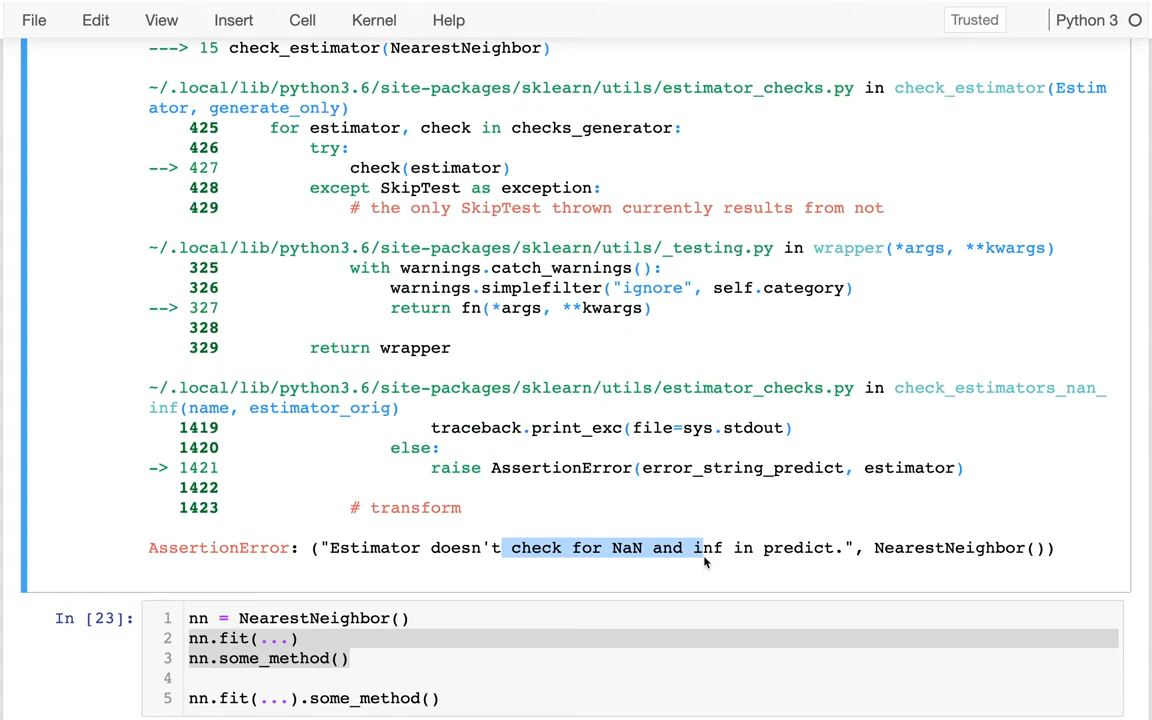 File Edit View Insert Cell Kernel Help Trusted Python 3
---> 15 check_estimator(NearestNeighbor)
~/.local/lib/python3.6/site-packages/sklearn/utils/estimator_checks.py in check_estimator(Estim
ator, generate_only)
425     for estimator, check in checks_generator:
426         try:
--> 427             check(estimator)
428         except SkipTest as exception:
429             # the only SkipTest thrown currently results from not
~/.local/lib/python3.6/site-packages/sklearn/utils/_testing.py in wrapper(*args, **kwargs)
325             with warnings.catch_warnings():
326                 warnings.simplefilter("ignore", self.category)
--> 327                 return fn(*args, **kwargs)
328
329         return wrapper
~/.local/lib/python3.6/site-packages/sklearn/utils/estimator_checks.py in check_estimators_nan_
inf(name, estimator_orig)
1419                     traceback.print_exc(file=sys.stdout)
1420                 else:
-> 1421                     raise AssertionError(error_string_predict, estimator)
1422
1423             # transform
AssertionError: ("Estimator doesn't check for NaN and inf in predict.", NearestNeighbor())
In [23]: 1 nn = NearestNeighbor()
2 nn.fit(...)
3 nn.some_method()
4
5 nn.fit(...).some_method()